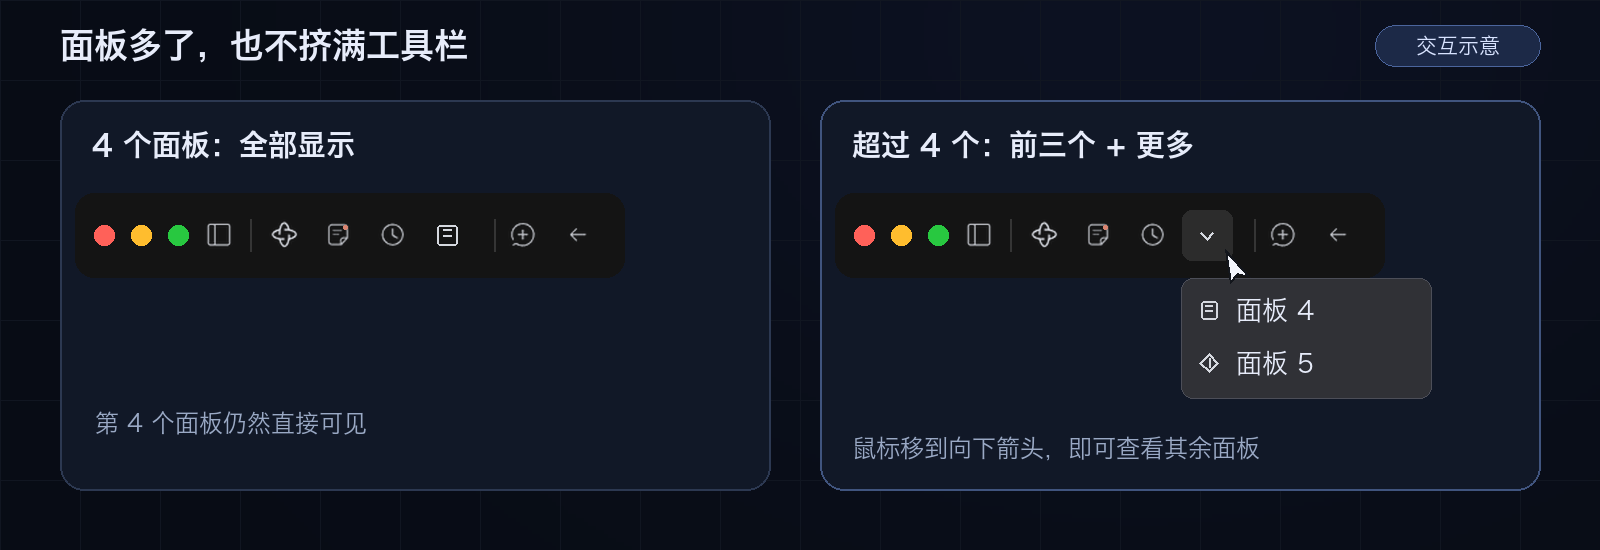 面板多了，也不挤满工具栏
交互示意
4 个面板：全部显示
第 4 个面板仍然直接可见
超过 4 个：前三个 + 更多
面板 4
面板 5
鼠标移到向下箭头，即可查看其余面板